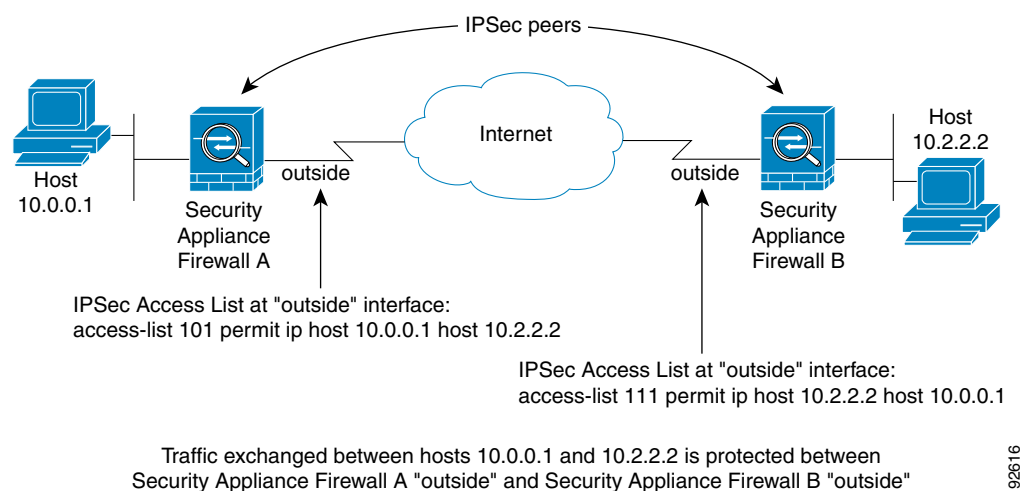 IPSec peers
Internet
Host
10.0.0.1
Security
Appliance
Firewall A
outside
outside
Security
Appliance
Firewall B
Host
10.2.2.2
IPSec Access List at "outside" interface:
access-list 101 permit ip host 10.0.0.1 host 10.2.2.2
IPSec Access List at "outside" interface:
access-list 111 permit ip host 10.2.2.2 host 10.0.0.1
Traffic exchanged between hosts 10.0.0.1 and 10.2.2.2 is protected between
Security Appliance Firewall A "outside" and Security Appliance Firewall B "outside"
92616